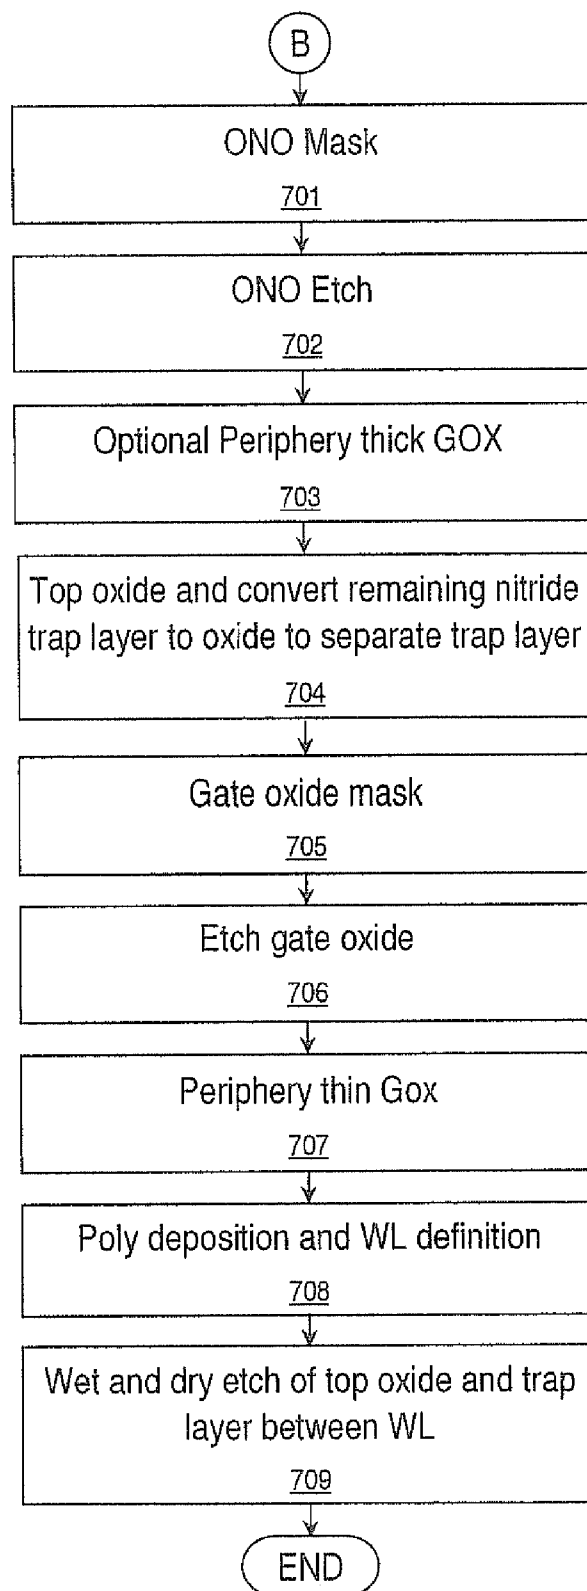 B
ONO Mask
701
ONO Etch
702
Optional Periphery thick GOX
703
Top oxide and convert remaining nitride
trap layer to oxide to separate trap layer
704
Gate oxide mask
705
Etch gate oxide
706
Periphery thin Gox
707
Poly deposition and WL definition
708
Wet and dry etch of top oxide and trap
layer between WL
709
END